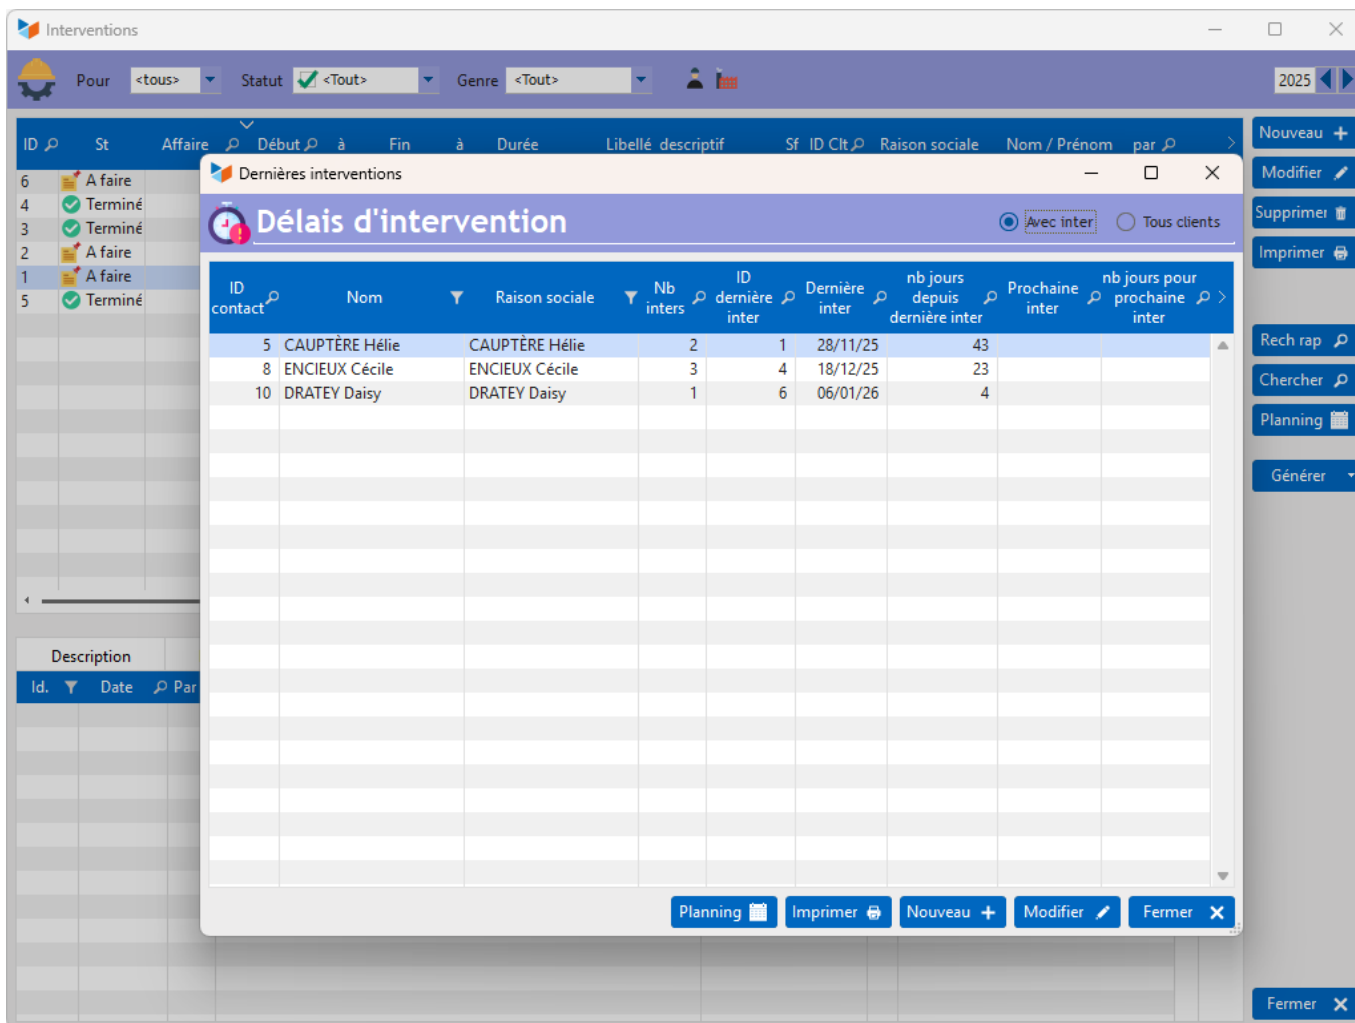 Interventions
Pour <tous> Statut <Tout> Genre <Tout> 2025
ID St Affaire Début à Fin à Durée Libellé descriptif Sf ID Clt Raison sociale Nom / Prénom par
6 A faire
4 Terminé
3 Terminé
2 A faire
1 A faire
5 Terminé
Description
Id. Date Par
Nouveau
Modifier
Supprimer
Imprimer
Rech rap
Chercher
Planning
Générer
Fermer
Dernières interventions
Délais d'intervention Avec inter Tous clients
ID contact Nom Raison sociale Nb inters ID dernière inter Dernière inter nb jours depuis dernière inter Prochaine inter nb jours pour prochaine inter
5 CAUPTÈRE Hélie CAUPTÈRE Hélie 2 1 28/11/25 43
8 ENCIEUX Cécile ENCIEUX Cécile 3 4 18/12/25 23
10 DRATEY Daisy DRATEY Daisy 1 6 06/01/26 4
Planning Imprimer Nouveau Modifier Fermer